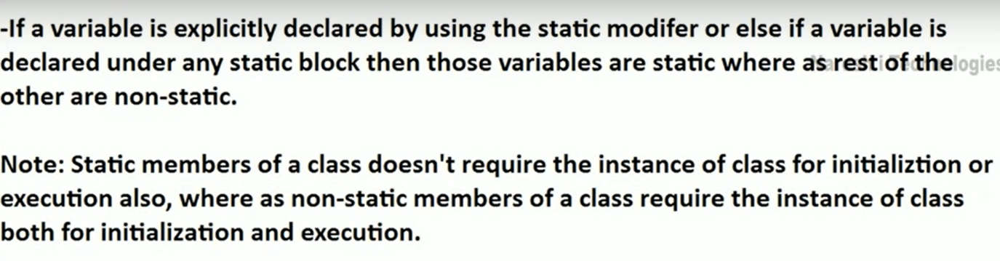 -If a variable is explicitly declared by using the static modifer or else if a variable is
declared under any static block then those variables are static where as rest of the
other are non-static.
Note: Static members of a class doesn't require the instance of class for initializtion or
execution also, where as non-static members of a class require the instance of class
both for initialization and execution.